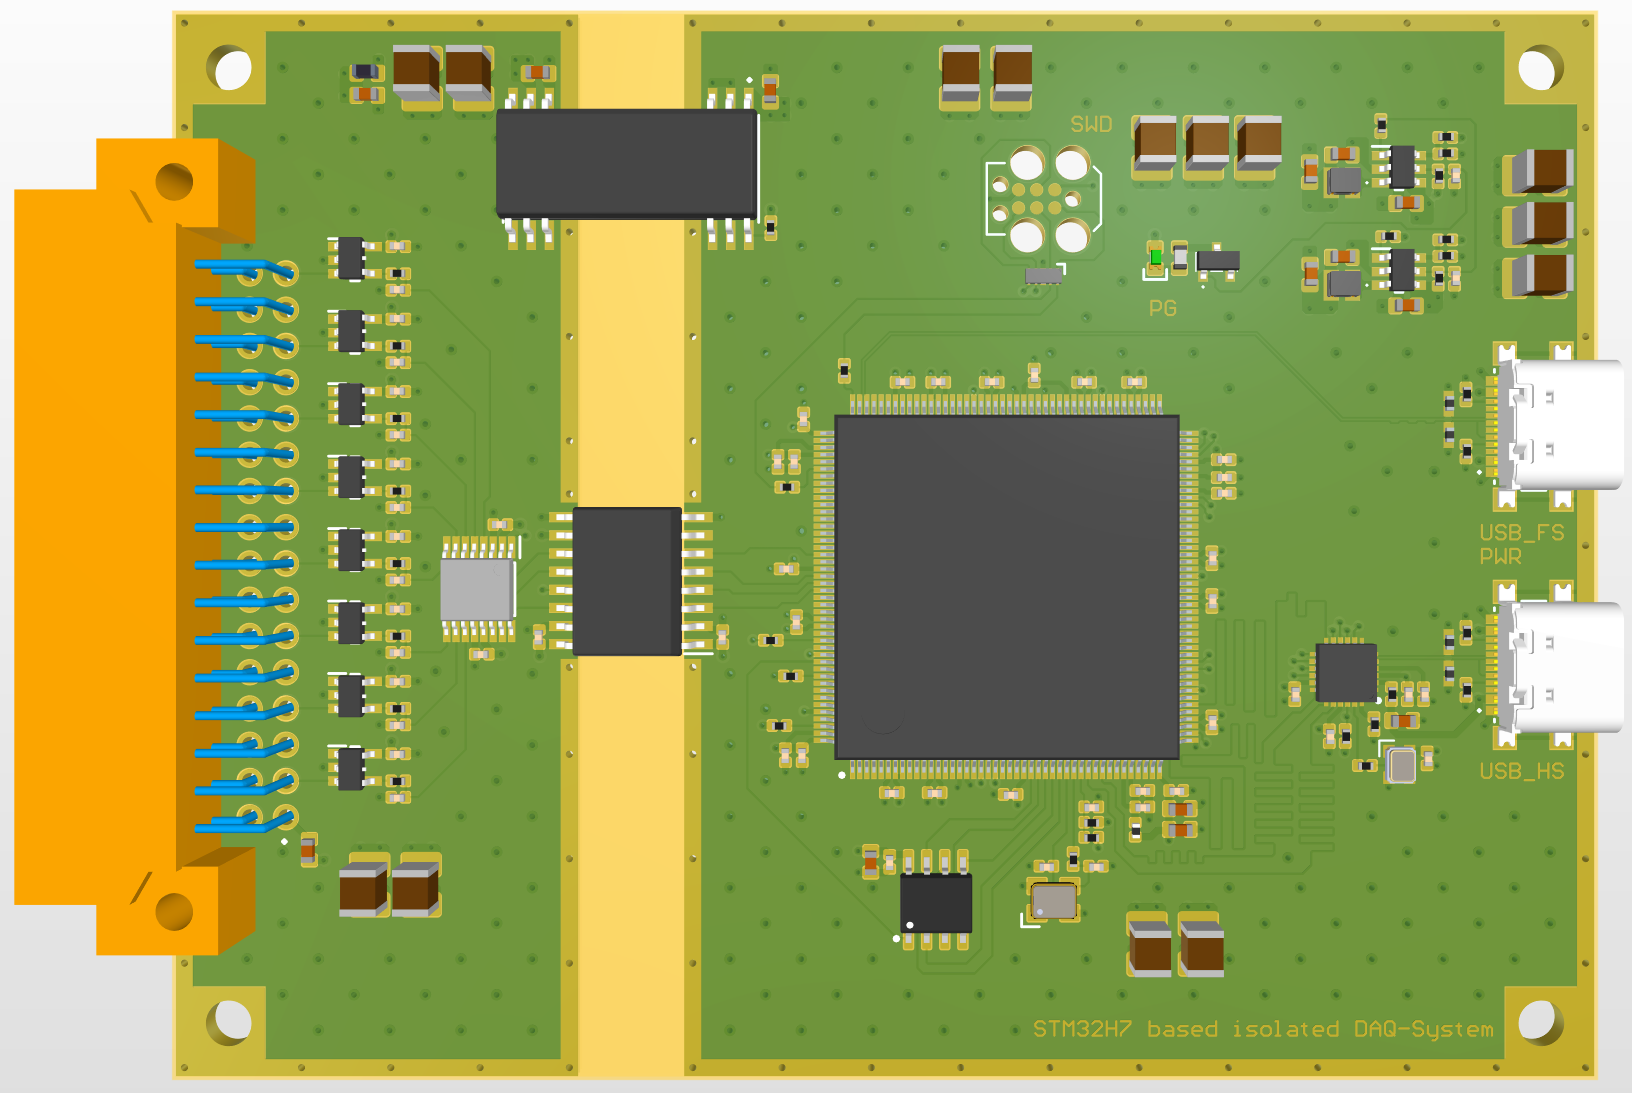 SWD
PG
USB_FS
PWR
USB_HS
STM32H7 based isolated DAQ-System